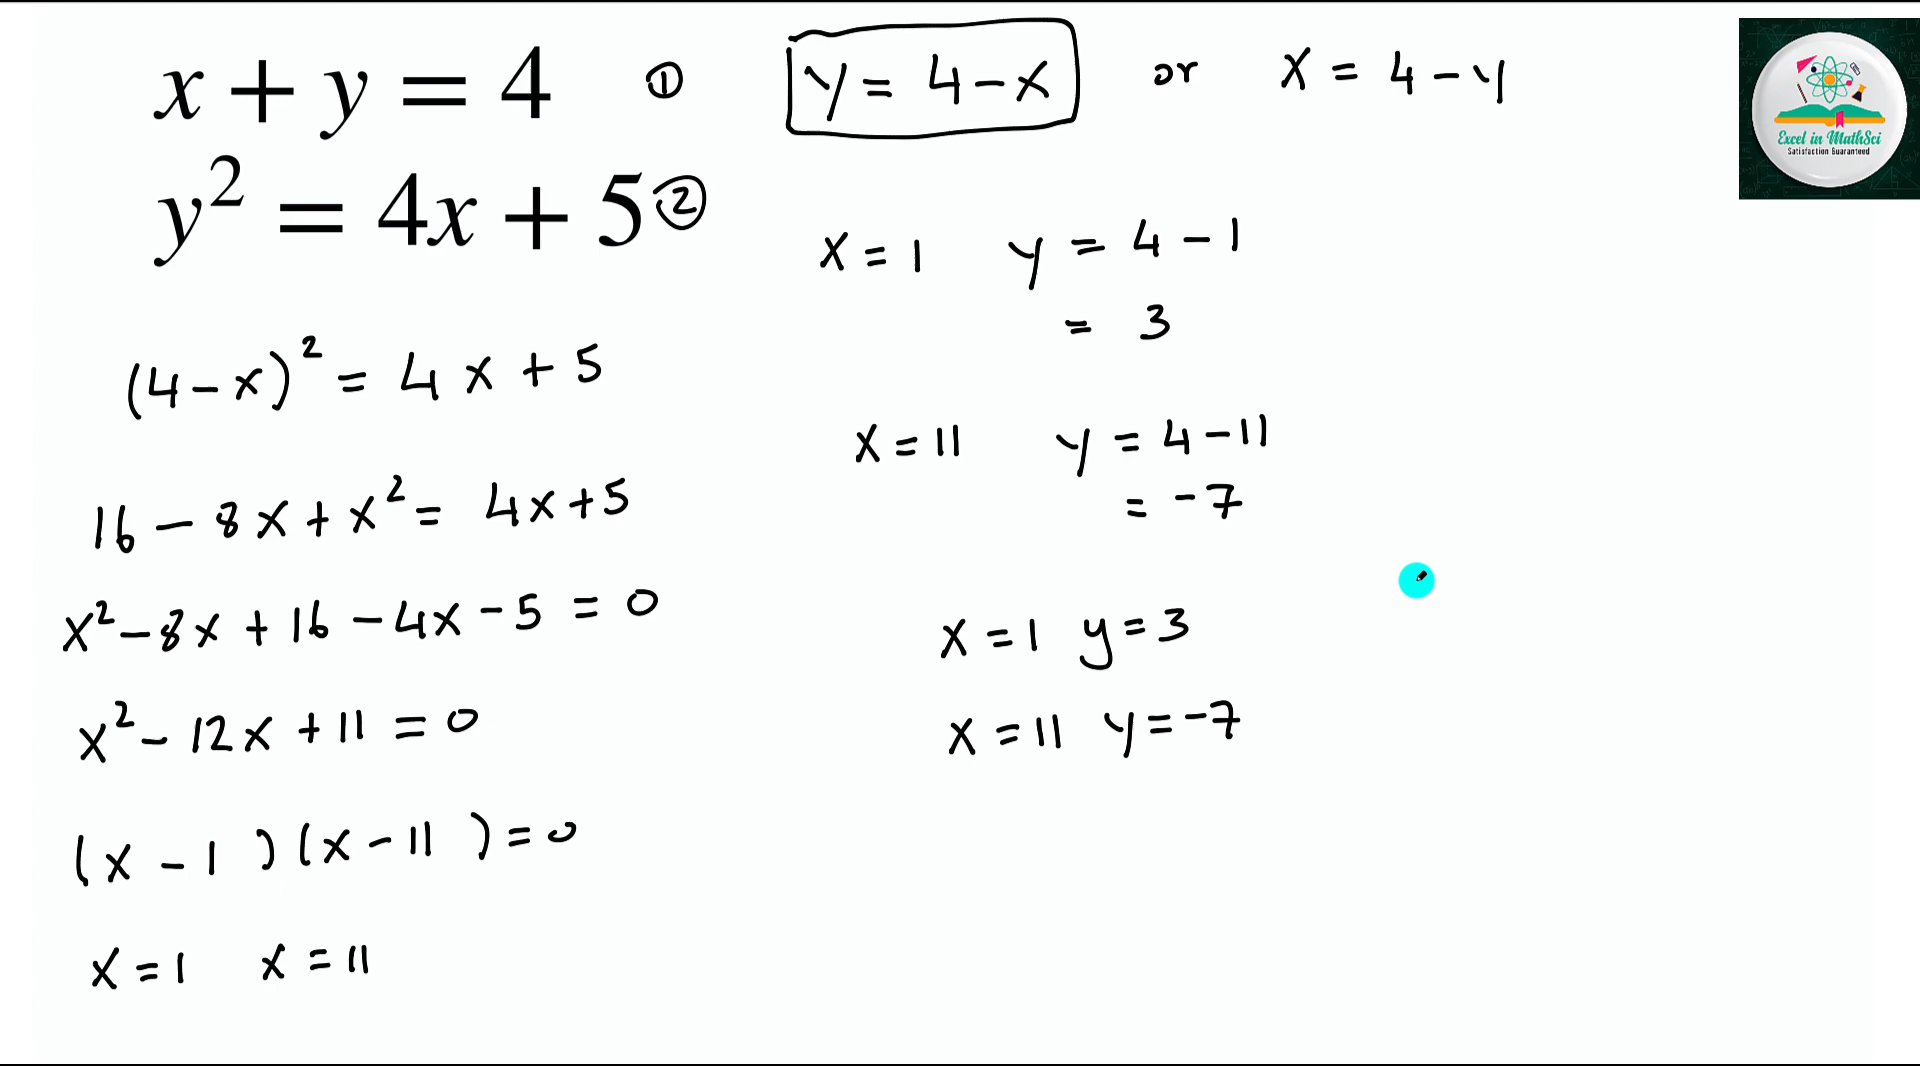 x + y = 4 ①
y² = 4x + 5 ②
(4 - x)² = 4x + 5
16 - 8x + x² = 4x + 5
x² - 8x + 16 - 4x - 5 = 0
x² - 12x + 11 = 0
(x - 1)(x - 11) = 0
x = 1 x = 11
y = 4 - x or x = 4 - y
x = 1 y = 4 - 1
= 3
x = 11 y = 4 - 11
= -7
x = 1 y = 3
x = 11 y = -7
Excel in MathSci
Satisfaction Guaranteed